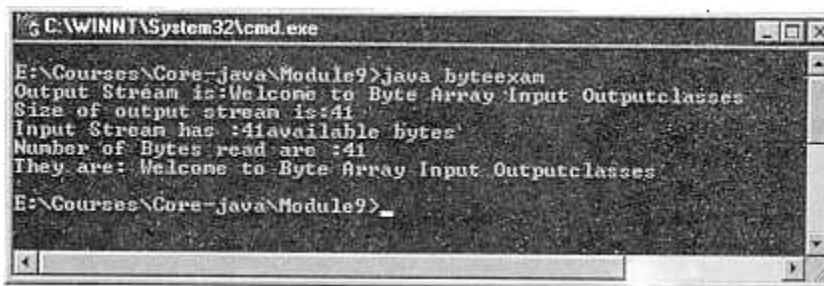 C:\WINNT\System32\cmd.exe
E:\Courses\Core-java\Module9>java byteexam
Output Stream is:Welcome to Byte Array Input Outputclasses
Size of output stream is:41
Input Stream has :41available bytes
Number of Bytes read are :41
They are: Welcome to Byte Array Input Outputclasses
E:\Courses\Core-java\Module9>_